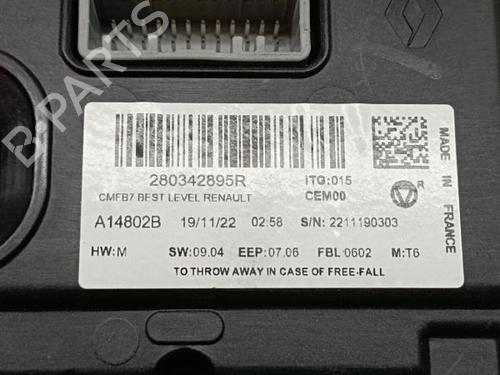 B-PARTS
280342895R
ITG:015
CMFB7 BEST LEVEL RENAULT
CEM00
A14802B 19/11/22 02:58 S/N: 2211190303
HW:M SW:09.04 EEP:07.06 FBL:0602 M:T6
TO THROW AWAY IN CASE OF FREE-FALL
MADE IN FRANCE
R